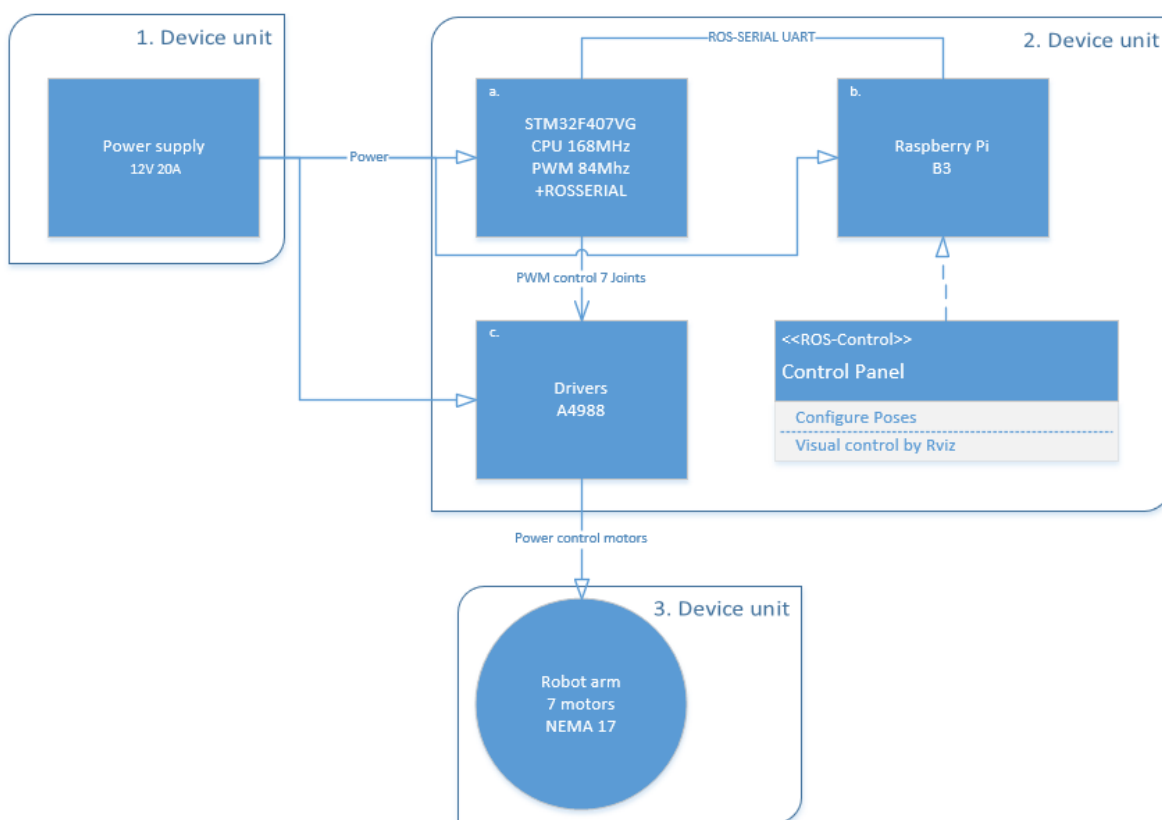 1. Device unit
Power supply
12V 20A
Power
2. Device unit
ROS-SERIAL UART
a.
STM32F407VG
CPU 168MHz
PWM 84Mhz
+ROSSERIAL
b.
Raspberry Pi
B3
PWM control 7 Joints
c.
Drivers
A4988
<<ROS-Control>>
Control Panel
Configure Poses
Visual control by Rviz
Power control motors
3. Device unit
Robot arm
7 motors
NEMA 17